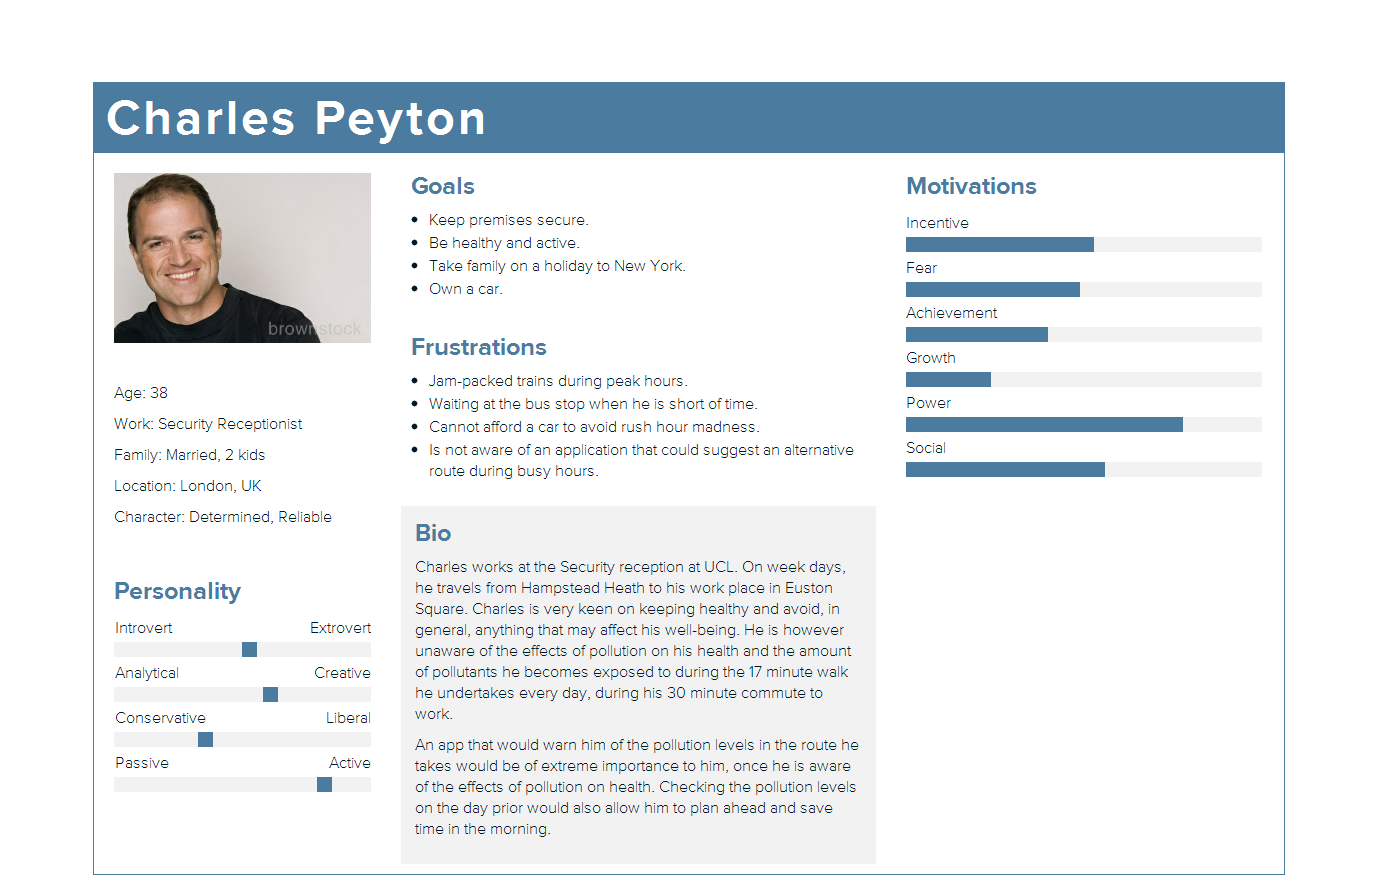 Charles Peyton
brownstock
Age: 38
Work: Security Receptionist
Family: Married, 2 kids
Location: London, UK
Character: Determined, Reliable
Personality
Introvert Extrovert
Analytical Creative
Conservative Liberal
Passive Active
Goals
Keep premises secure.
Be healthy and active.
Take family on a holiday to New York.
Own a car.
Frustrations
Jam-packed trains during peak hours.
Waiting at the bus stop when he is short of time.
Cannot afford a car to avoid rush hour madness.
Is not aware of an application that could suggest an alternative
route during busy hours.
Bio
Charles works at the Security reception at UCL. On week days,
he travels from Hampstead Heath to his work place in Euston
Square. Charles is very keen on keeping healthy and avoid, in
general, anything that may affect his well-being. He is however
unaware of the effects of pollution on his health and the amount
of pollutants he becomes exposed to during the 17 minute walk
he undertakes every day, during his 30 minute commute to
work.
An app that would warn him of the pollution levels in the route he
takes would be of extreme importance to him, once he is aware
of the effects of pollution on health. Checking the pollution levels
on the day prior would also allow him to plan ahead and save
time in the morning.
Motivations
Incentive
Fear
Achievement
Growth
Power
Social